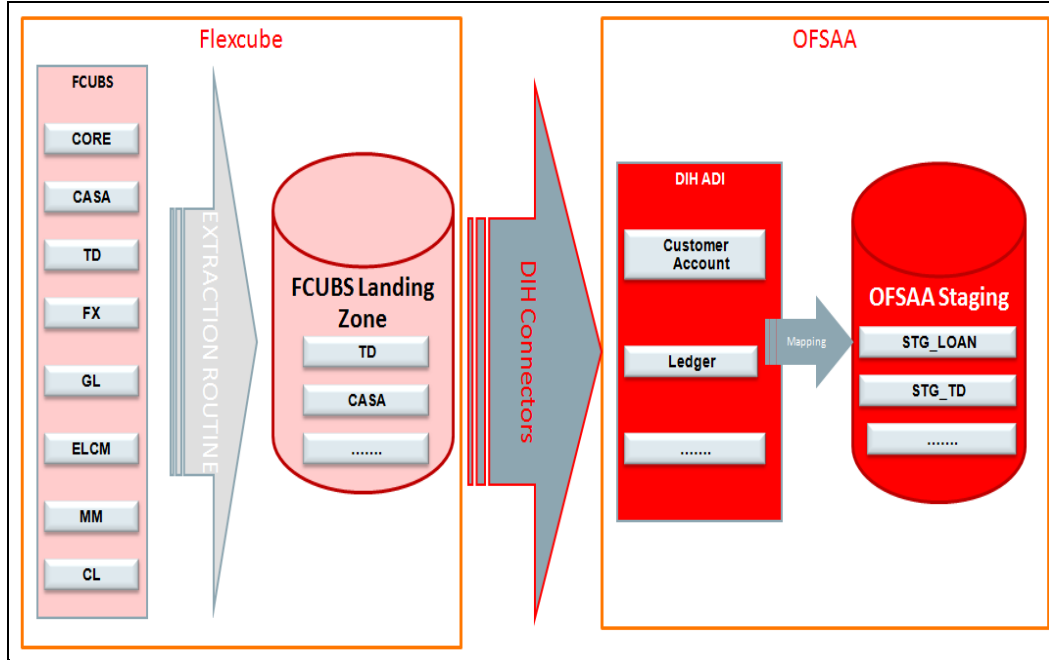 Flexcube
FCUBS
CORE
CASA
TD
FX
GL
ELCM
MM
CL
EXTRACTION ROUTINE
FCUBS Landing
Zone
TD
CASA
.......
DIH Connectors
OFSAA
DIH ADI
Customer
Account
Ledger
.......
Mapping
OFSAA Staging
STG_LOAN
STG_TD
.......